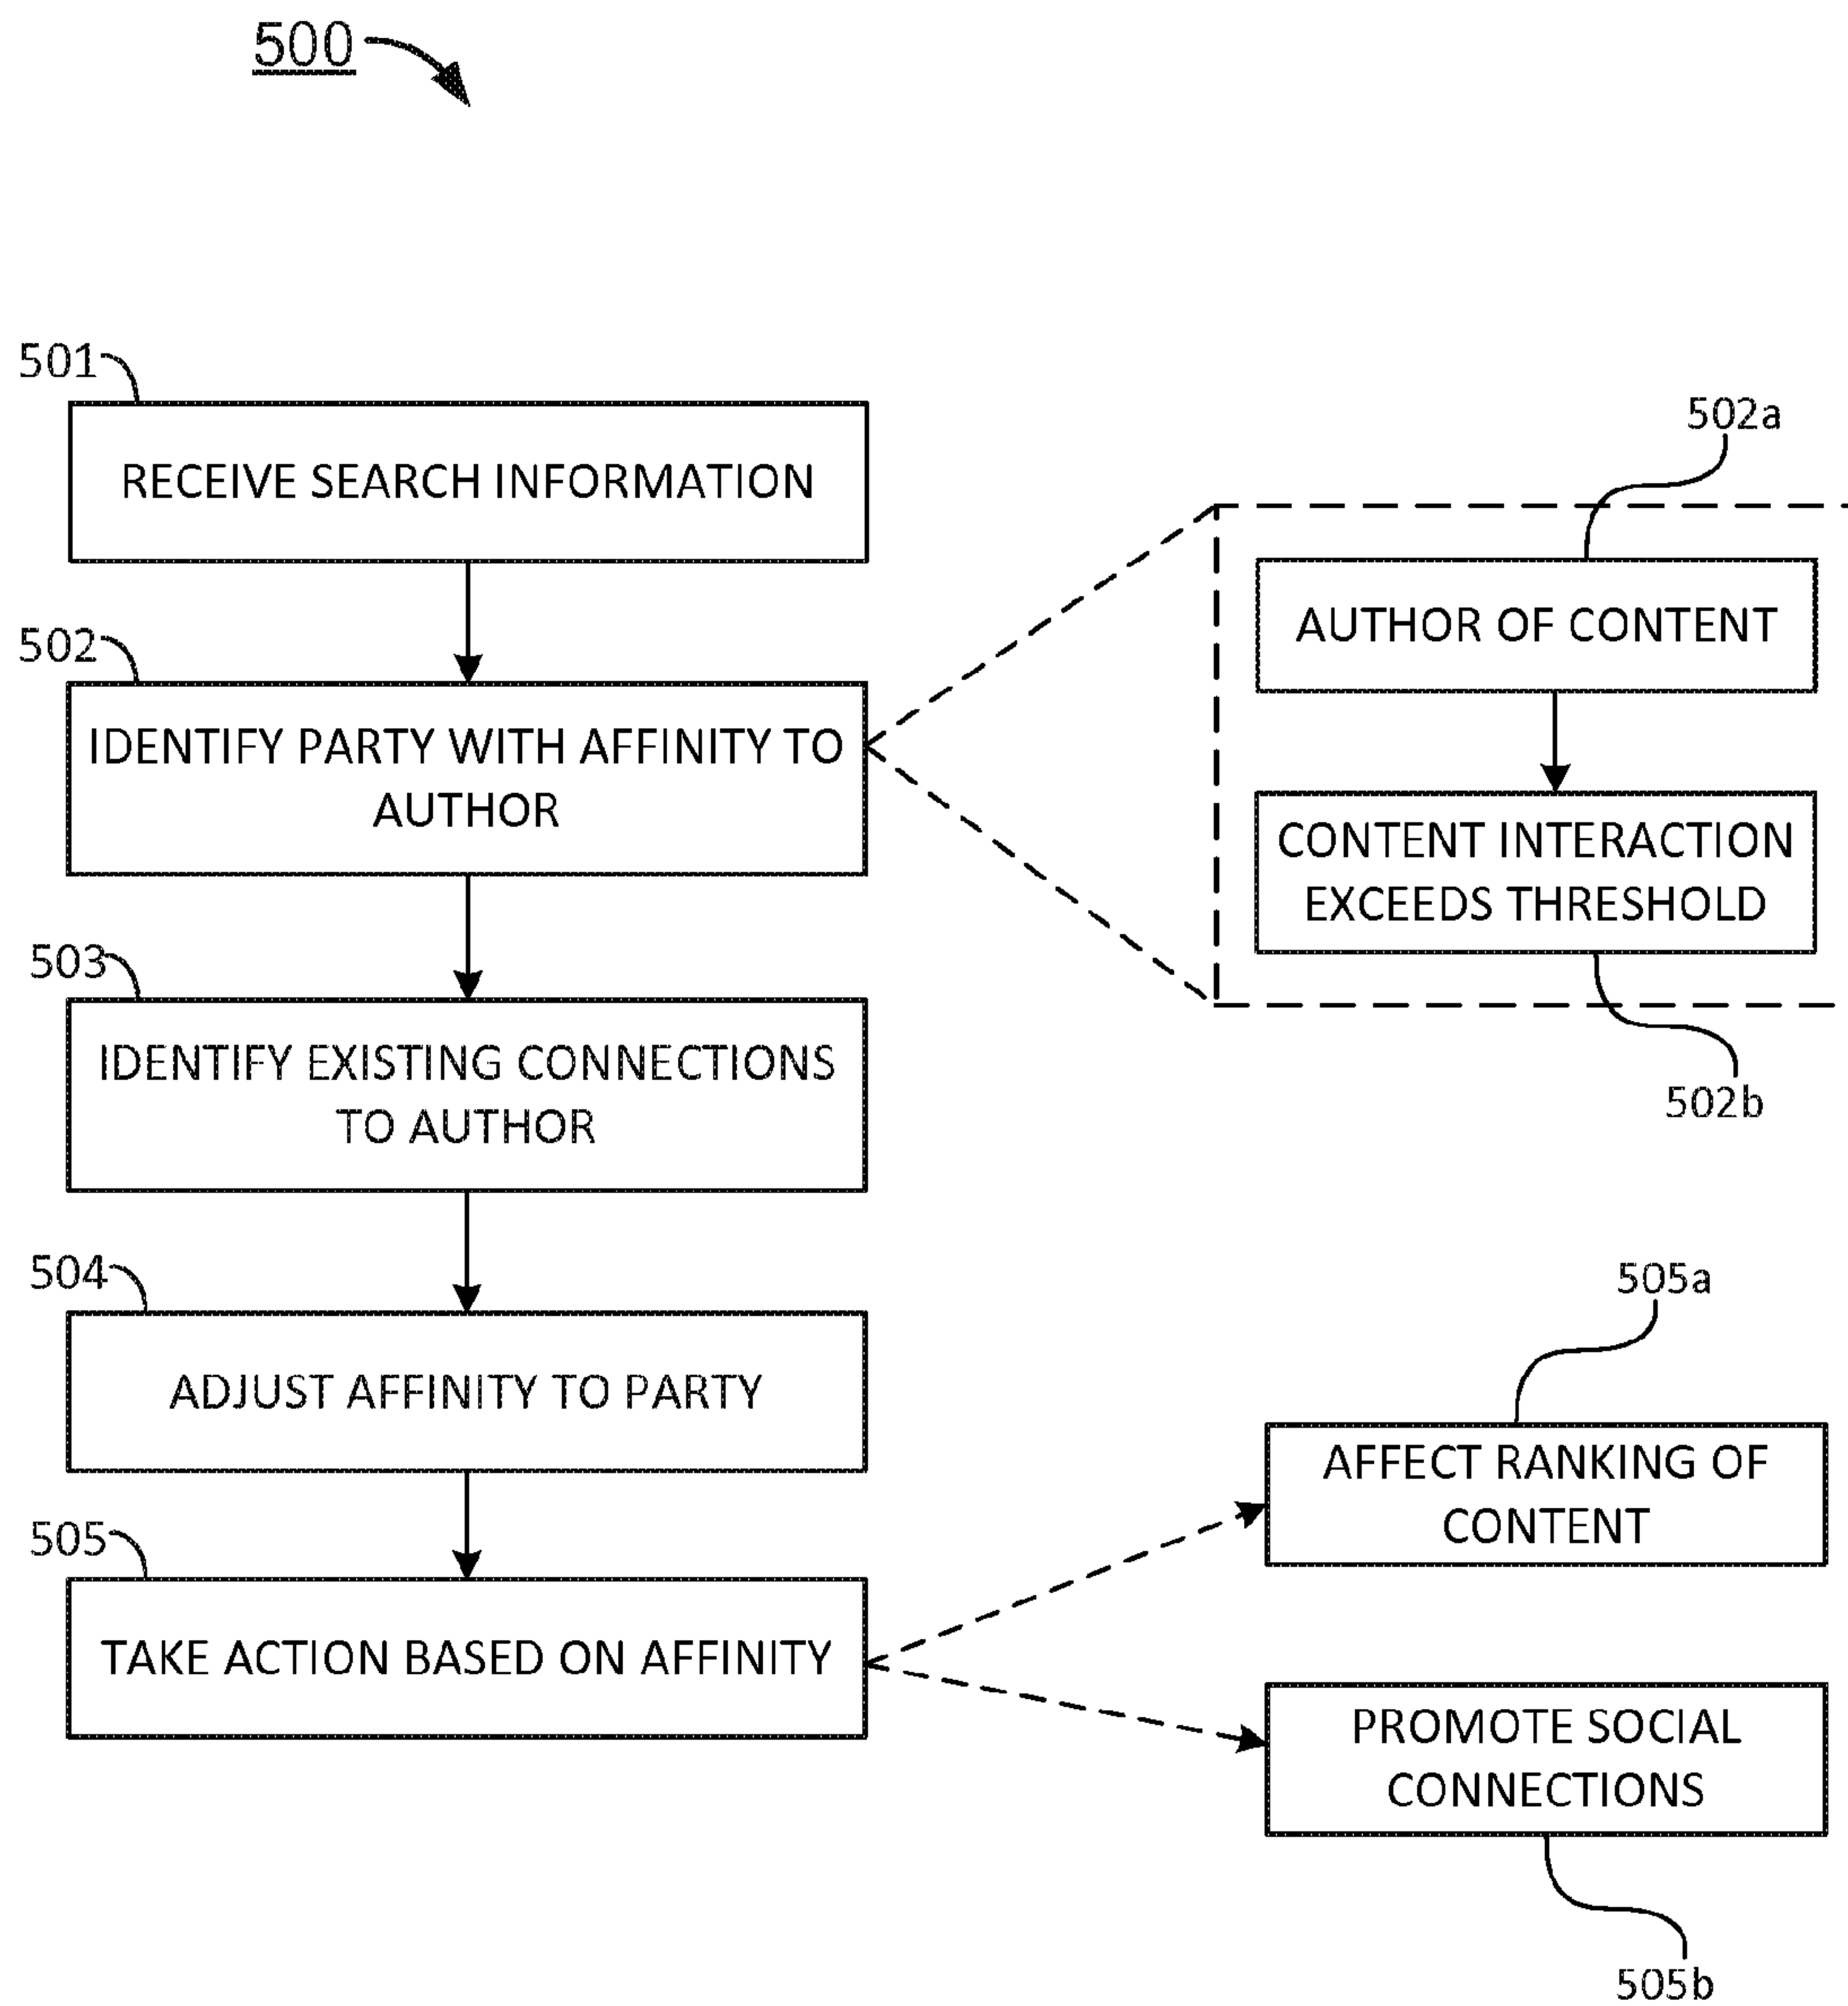 500
501
RECEIVE SEARCH INFORMATION
502
IDENTIFY PARTY WITH AFFINITY TO
AUTHOR
502a
AUTHOR OF CONTENT
CONTENT INTERACTION
EXCEEDS THRESHOLD
502b
503
IDENTIFY EXISTING CONNECTIONS
TO AUTHOR
504
ADJUST AFFINITY TO PARTY
505
TAKE ACTION BASED ON AFFINITY
505a
AFFECT RANKING OF
CONTENT
PROMOTE SOCIAL
CONNECTIONS
505b